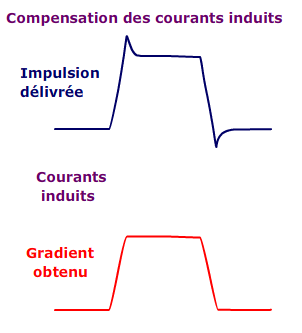 Compensation des courants induits
Impulsion
délivrée
Courants
induits
Gradient
obtenu